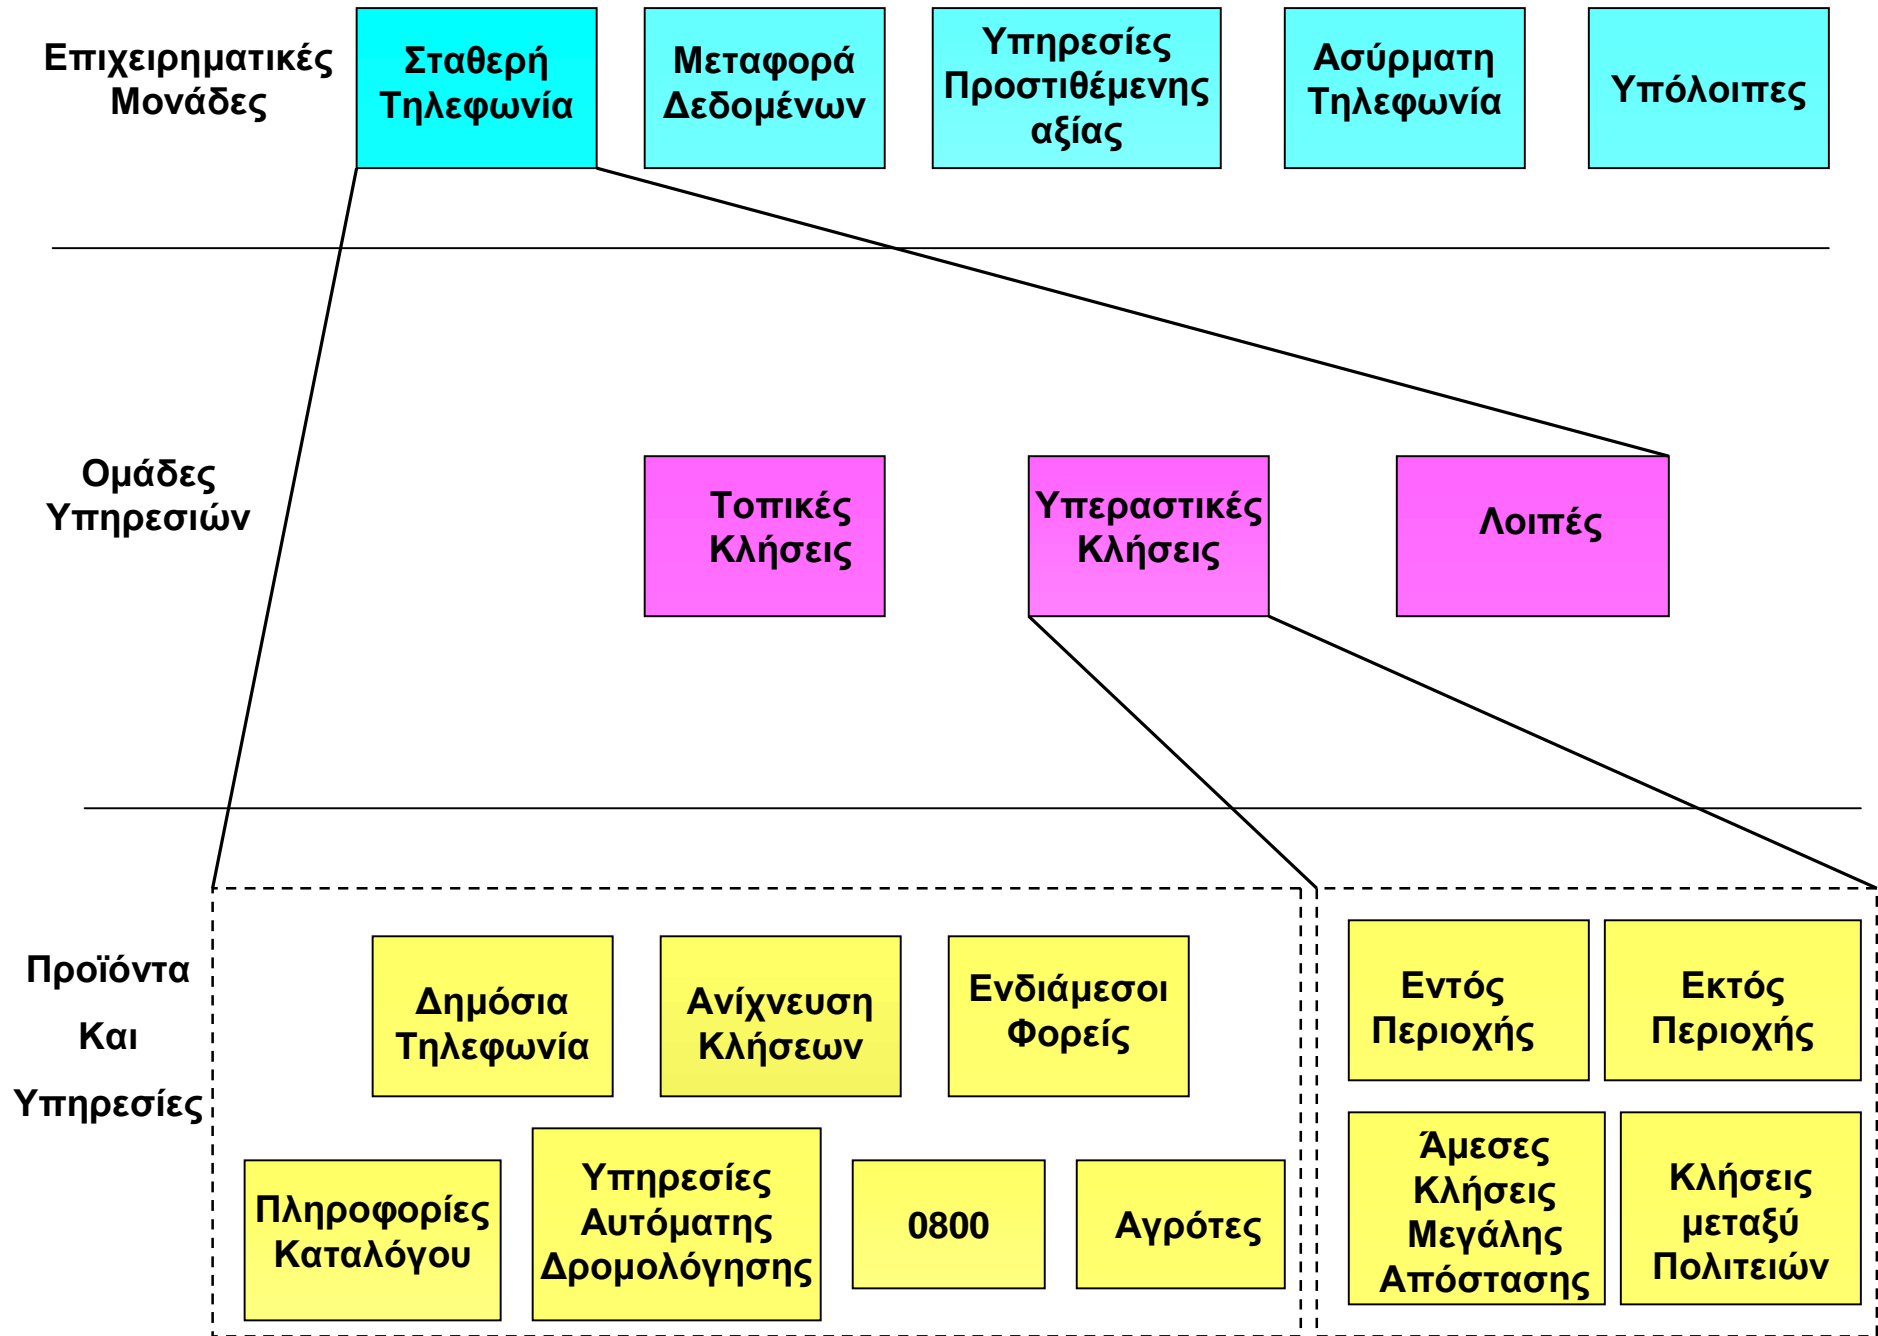 Επιχειρηματικές
Μονάδες
Σταθερή
Τηλεφωνία
Μεταφορά
Δεδομένων
Υπηρεσίες
Προστιθέμενης
αξίας
Ασύρματη
Τηλεφωνία
Υπόλοιπες
Ομάδες
Υπηρεσιών
Τοπικές
Κλήσεις
Υπεραστικές
Κλήσεις
Λοιπές
Προϊόντα
Και
Υπηρεσίες
Δημόσια
Τηλεφωνία
Ανίχνευση
Κλήσεων
Ενδιάμεσοι
Φορείς
Εντός
Περιοχής
Εκτός
Περιοχής
Πληροφορίες
Καταλόγου
Υπηρεσίες
Αυτόματης
Δρομολόγησης
0800
Αγρότες
Άμεσες
Κλήσεις
Μεγάλης
Απόστασης
Κλήσεις
μεταξύ
Πολιτειών